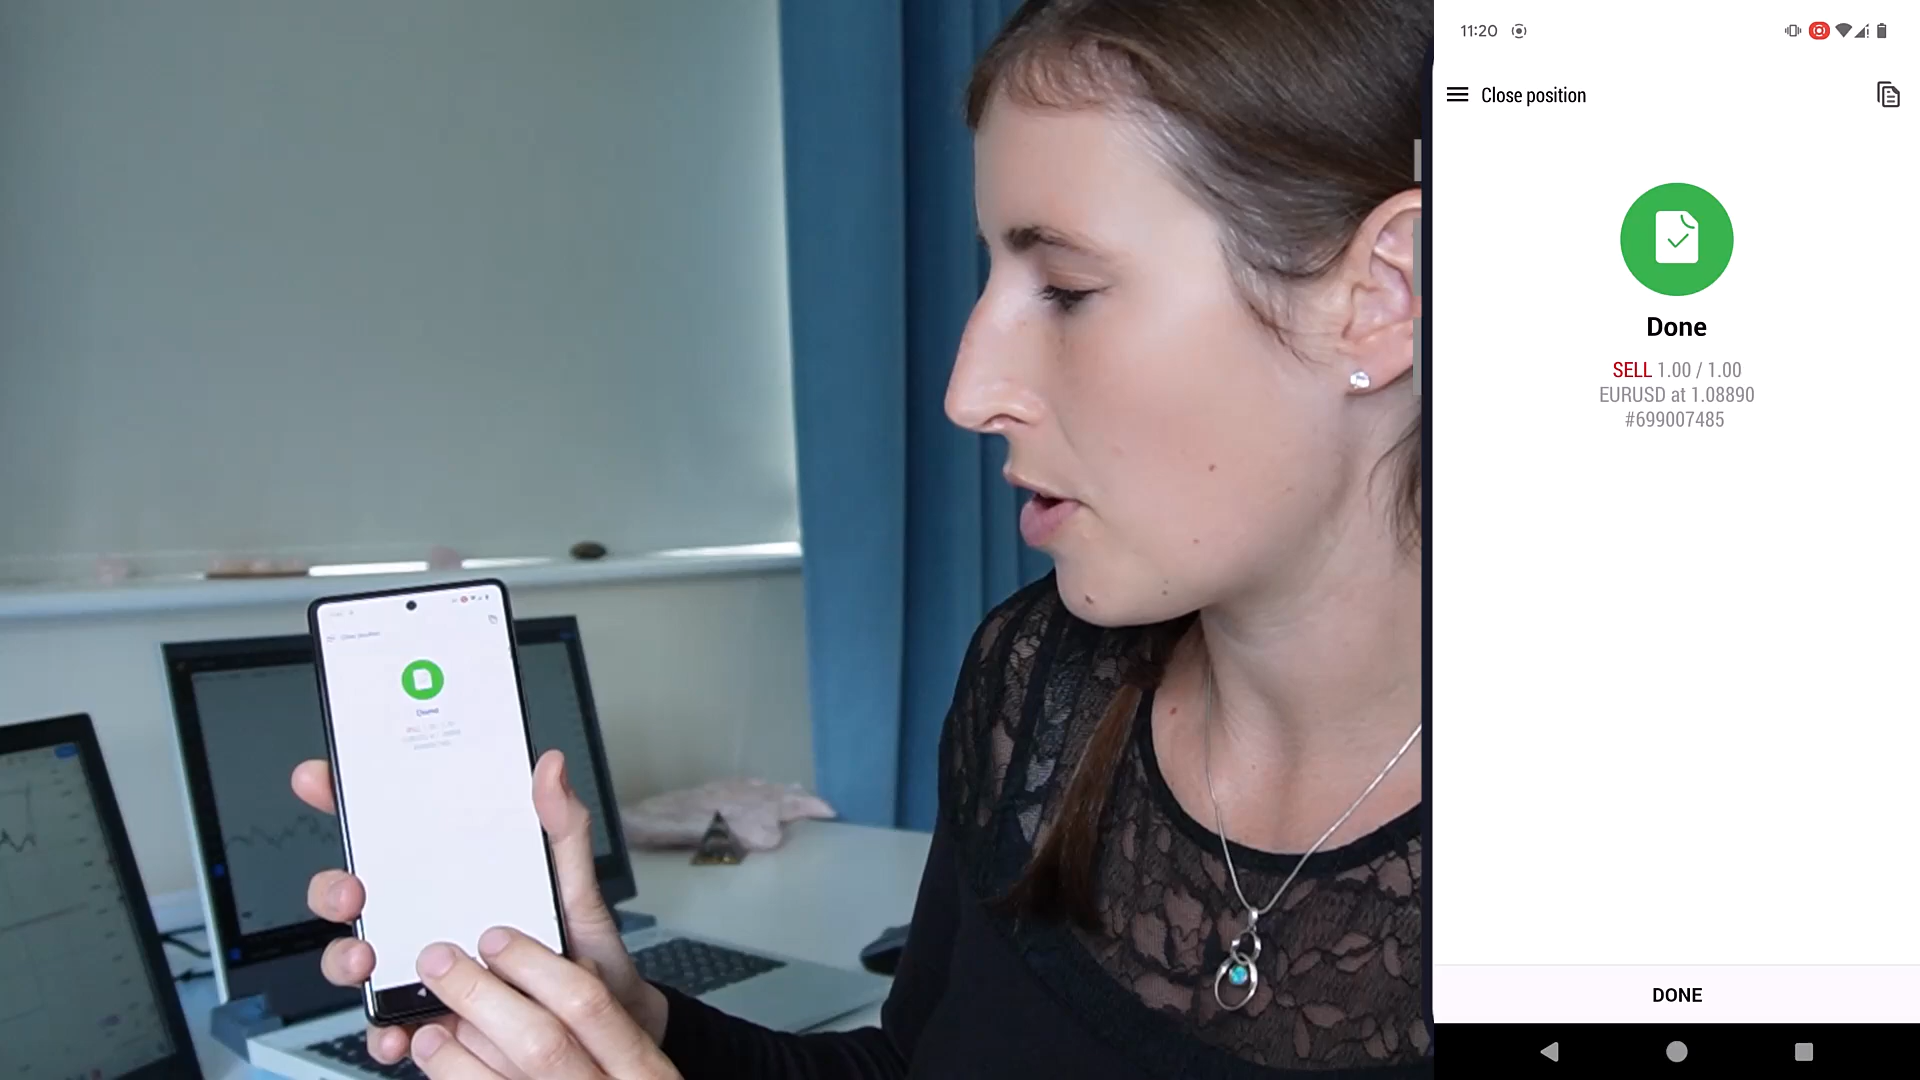 11:20
Close position
Done
SELL 1.00 / 1.00
EURUSD at 1.08890
#699007485
DONE